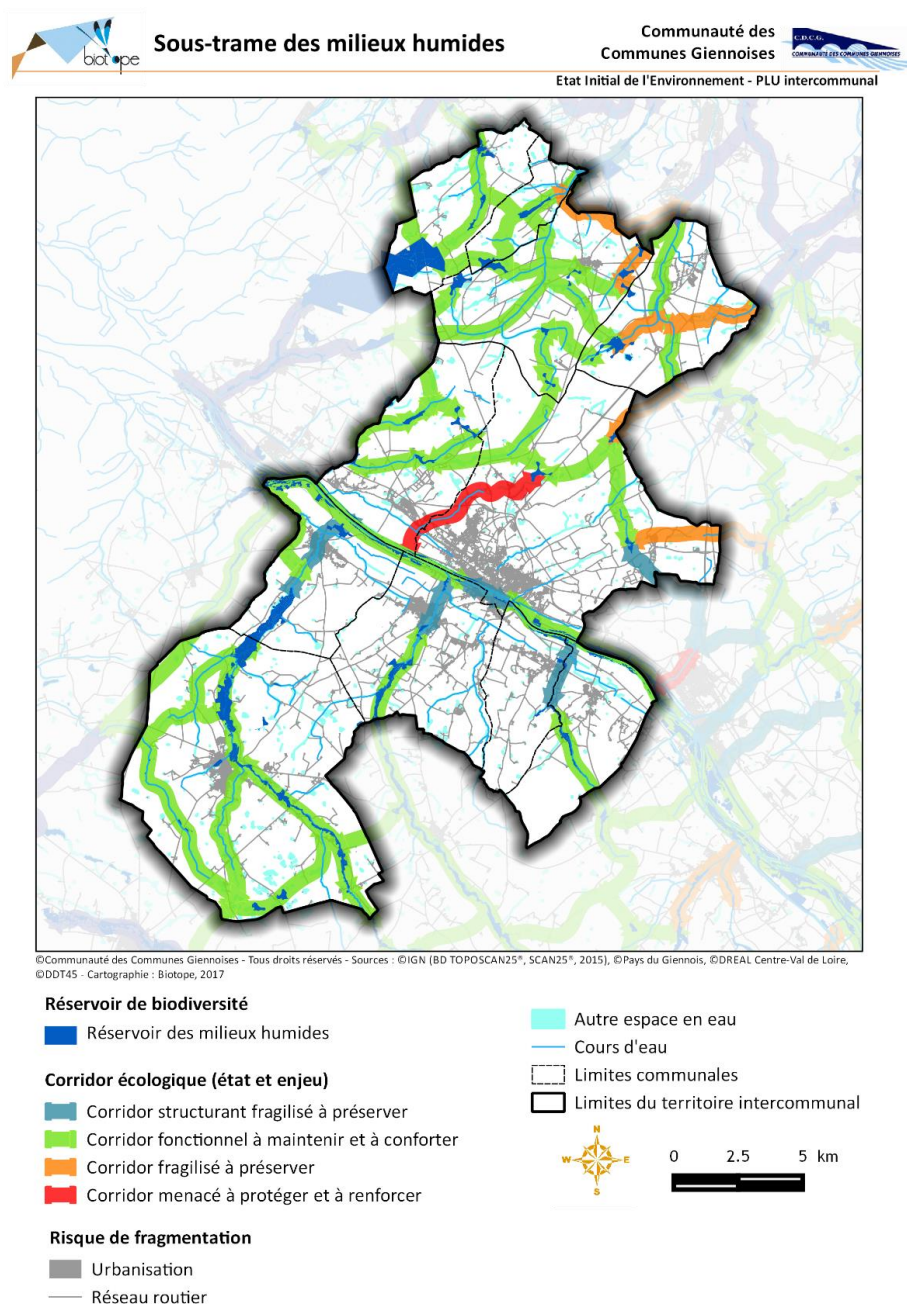 biotope
Sous-trame des milieux humides
Communauté des
Communes Giennoises
C.D.C.G.
COMMUNAUTÉ DES COMMUNES GIENNOISES
Etat Initial de l'Environnement - PLU intercommunal
©Communauté des Communes Giennoises - Tous droits réservés - Sources : ©IGN (BD TOPOSCAN25®, SCAN25®, 2015), ©Pays du Giennois, ©DREAL Centre-Val de Loire,
©DDT45 - Cartographie : Biotope, 2017
Réservoir de biodiversité
Réservoir des milieux humides
Corridor écologique (état et enjeu)
Corridor structurant fragilisé à préserver
Corridor fonctionnel à maintenir et à conforter
Corridor fragilisé à préserver
Corridor menacé à protéger et à renforcer
Risque de fragmentation
Urbanisation
Réseau routier
Autre espace en eau
Cours d'eau
Limites communales
Limites du territoire intercommunal
N
W E
S
0 2.5 5 km